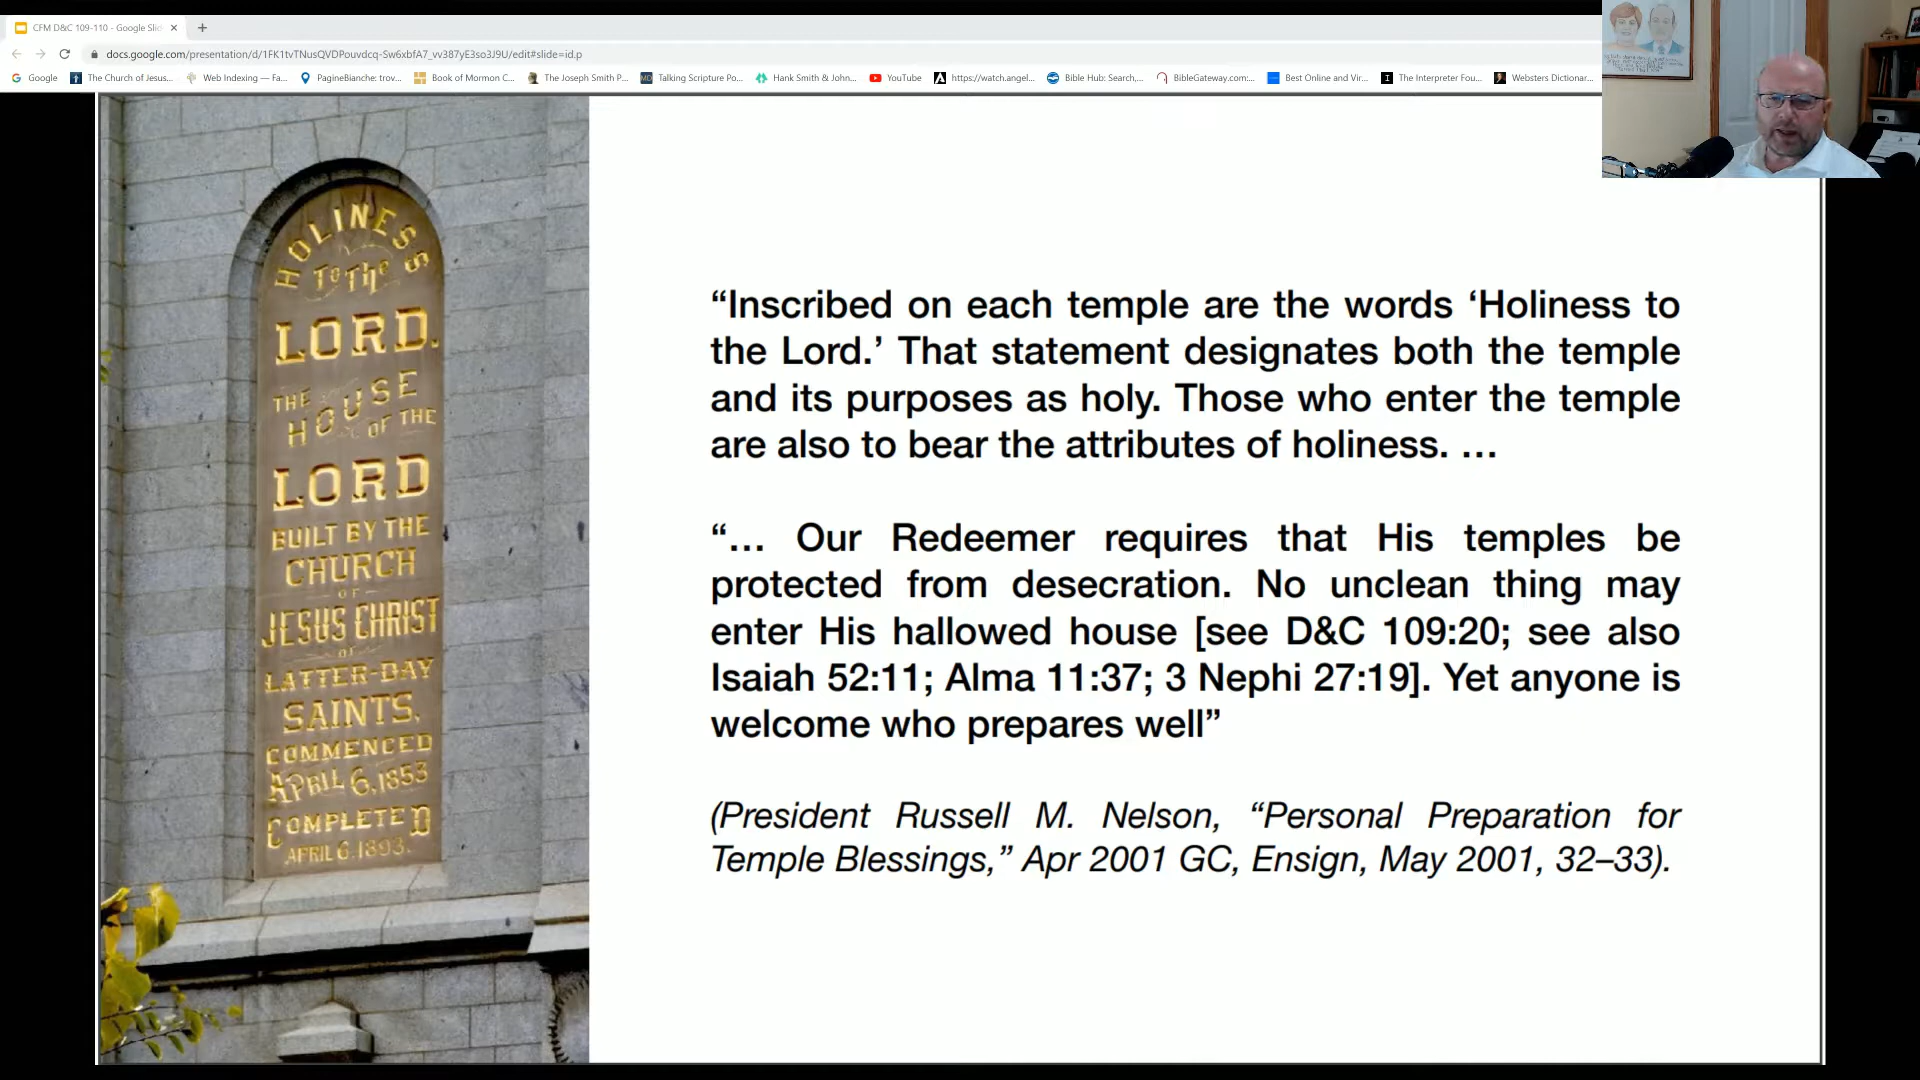 CFM D&C 109-110 - Google Sli
docs.google.com/presentation/d/1FK1tvTNusQVDPouvdcq-Sw6xbfA7_vv387yE3so3J9U/edit#slide=id.p
Google
The Church of Jesus...
Web Indexing — Fa...
PagineBianche: trov...
Book of Mormon C...
The Joseph Smith P...
Talking Scripture Po...
Hank Smith & John...
YouTube
https://watch.angel...
Bible Hub: Search,...
BibleGateway.com:...
Best Online and Vir...
The Interpreter Fou...
Websters Dictionar...
HOLINESS
To The
LORD.
THE HOUSE
OF THE
LORD
BUILT BY THE
CHURCH
OF
JESUS CHRIST
OF
LATTER-DAY
SAINTS.
COMMENCED
APRIL 6,1853
COMPLETED
APRIL 6.1893.
“Inscribed on each temple are the words ‘Holiness to
the Lord.’ That statement designates both the temple
and its purposes as holy. Those who enter the temple
are also to bear the attributes of holiness. …
“… Our Redeemer requires that His temples be
protected from desecration. No unclean thing may
enter His hallowed house [see D&C 109:20; see also
Isaiah 52:11; Alma 11:37; 3 Nephi 27:19]. Yet anyone is
welcome who prepares well”
(President Russell M. Nelson, “Personal Preparation for
Temple Blessings,” Apr 2001 GC, Ensign, May 2001, 32–33).